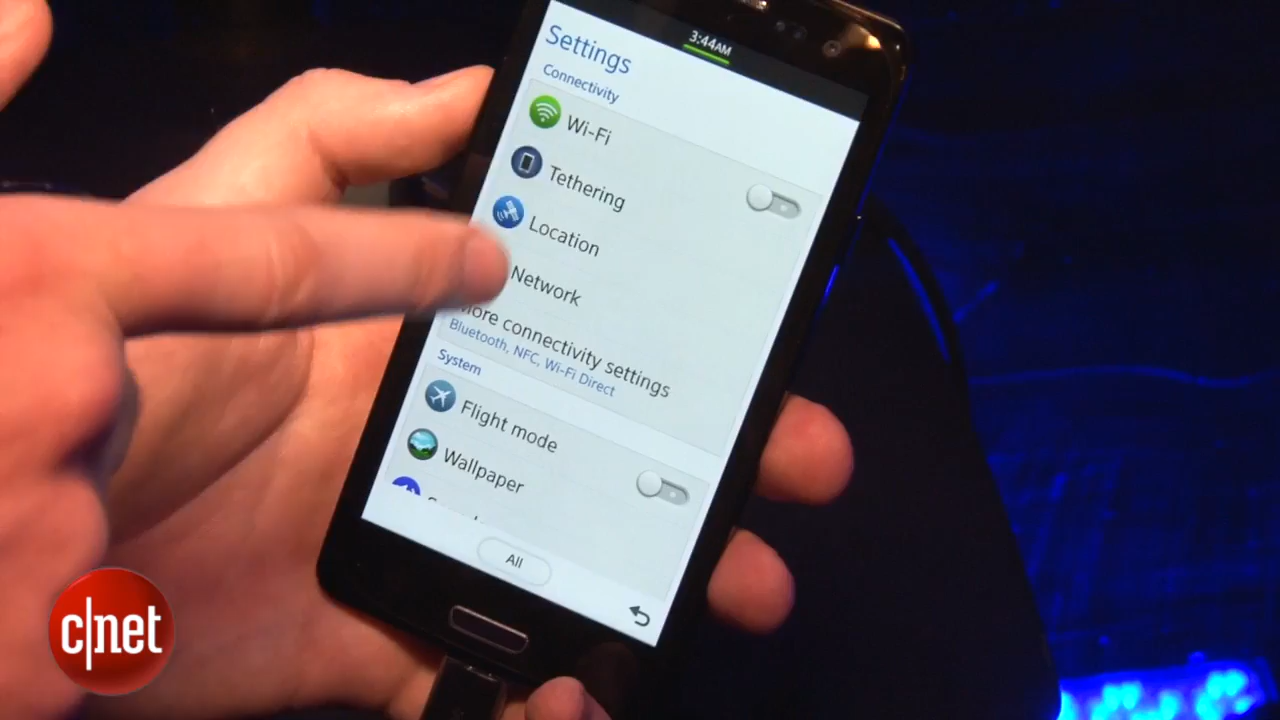 3:44AM
Settings
Connectivity
Wi-Fi
Tethering
Location
Network
More connectivity settings
Bluetooth, NFC, Wi-Fi Direct
System
Flight mode
Wallpaper
All
c|net